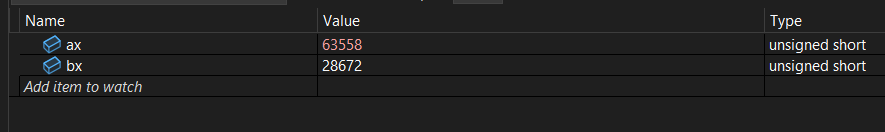 Name Value Type
ax 63558 unsigned short
bx 28672 unsigned short
Add item to watch